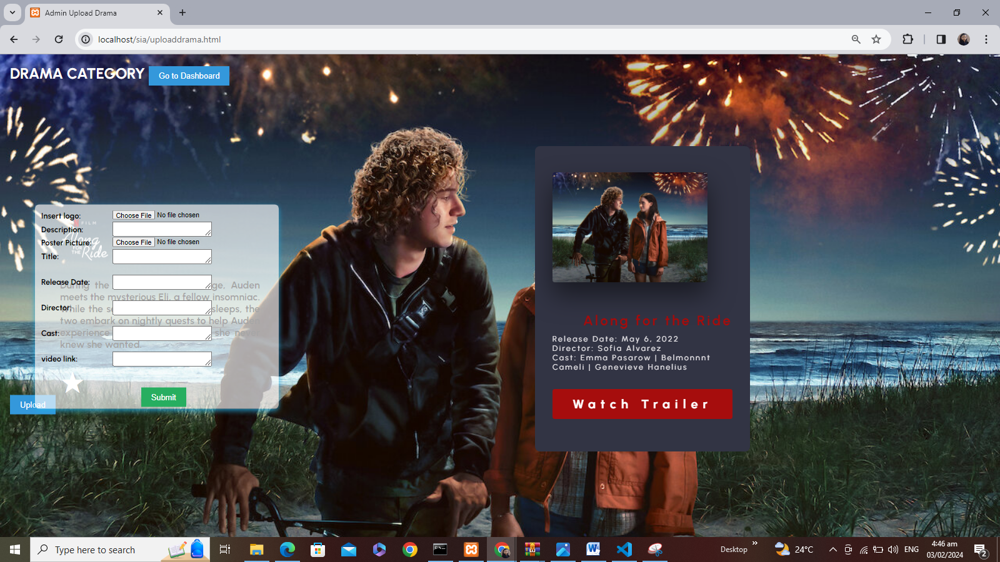 Admin Upload Drama
localhost/sia/uploaddrama.html
DRAMA CATEGORY
Go to Dashboard
Insert logo:
Choose File No file chosen
FILM
Description:
Along
FOR
THE Ride
Poster Picture:
Choose File No file chosen
Title:
Release Date:
During the ge, Auden
meets the mysterious Eli, a fellow insomniac.
Director:
While the se sleeps, the
two embark on nightly quests to help Auden
Cast:
experience she never
knew she wanted.
video link:
Submit
Upload
Along for the Ride
Release Date: May 6, 2022
Director: Sofia Alvarez
Cast: Emma Pasarow | Belmonnnt
Cameli | Genevieve Hanelius
Watch Trailer
Type here to search
Desktop
24°C
ENG
4:46 am
03/02/2024
2